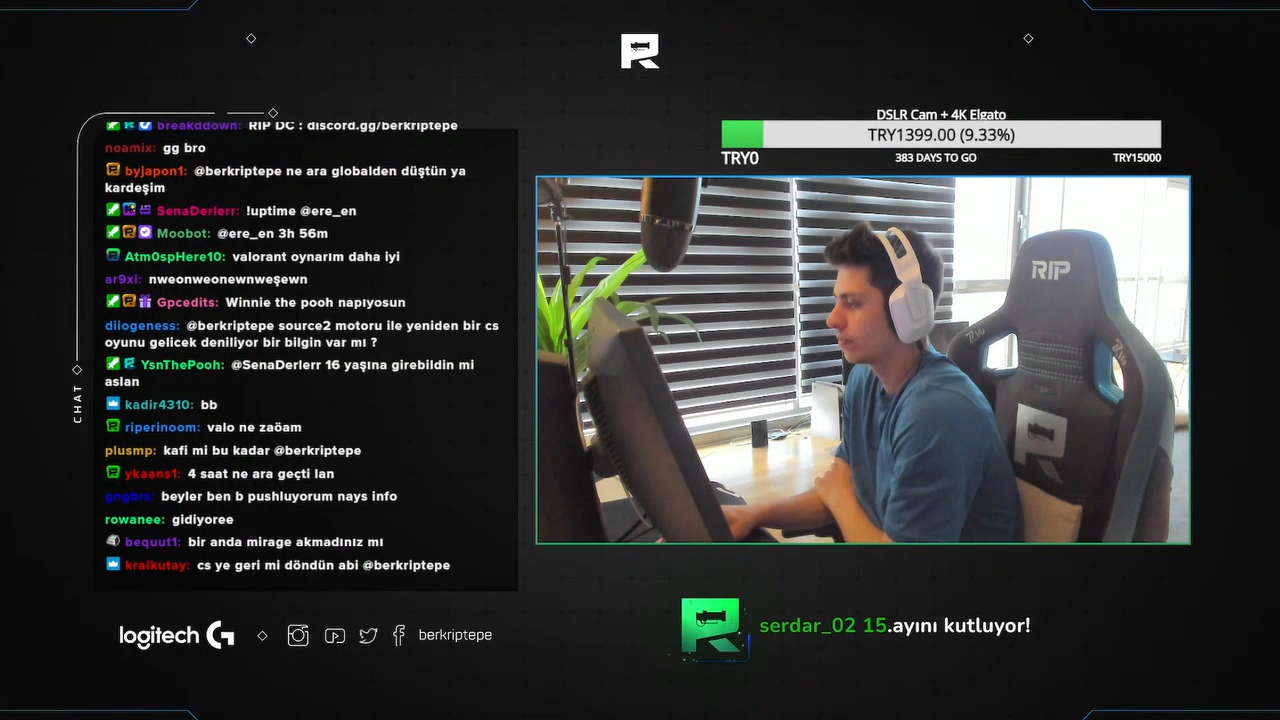 breakddown: RIP DC : discord.gg/berkriptepe
noamix: gg bro
byjapon1: @berkriptepe ne ara globalden düştün ya
kardeşim
SenaDerlerr: !uptime @ere_en
Moobot: @ere_en 3h 56m
Atm0spHere10: valorant oynarım daha iyi
ar9xi: nweonweonewnweşewn
Gpcedits: Winnie the pooh napıyosun
diiogeness: @berkriptepe source2 motoru ile yeniden bir cs
oyunu gelicek deniliyor bir bilgin var mı ?
YsnThePooh: @SenaDerlerr 16 yaşına girebildin mi
aslan
kadir4310: bb
riperinoom: valo ne zaöam
plusmp: kafi mi bu kadar @berkriptepe
ykaans1: 4 saat ne ara geçti lan
gngbrs: beyler ben b pushluyorum nays info
rowanee: gidiyoree
bequut1: bir anda mirage akmadınız mı
kralkutay: cs ye geri mi döndün abi @berkriptepe
CHAT
logitech G
berkriptepe
DSLR Cam + 4K Elgato
TRY1399.00 (9.33%)
TRY0 383 DAYS TO GO TRY15000
RIP
serdar_02 15.ayını kutluyor!